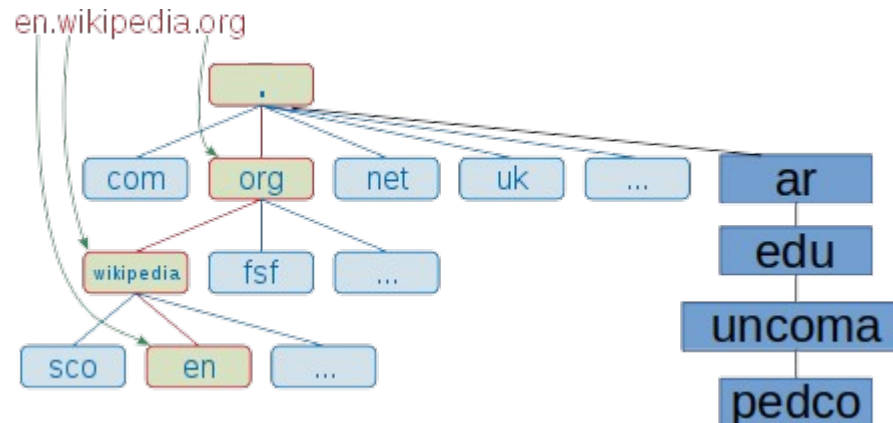 en.wikipedia.org
.
com org net uk ... ar
edu
wikipedia fsf ...
uncoma
sco en ...
pedco